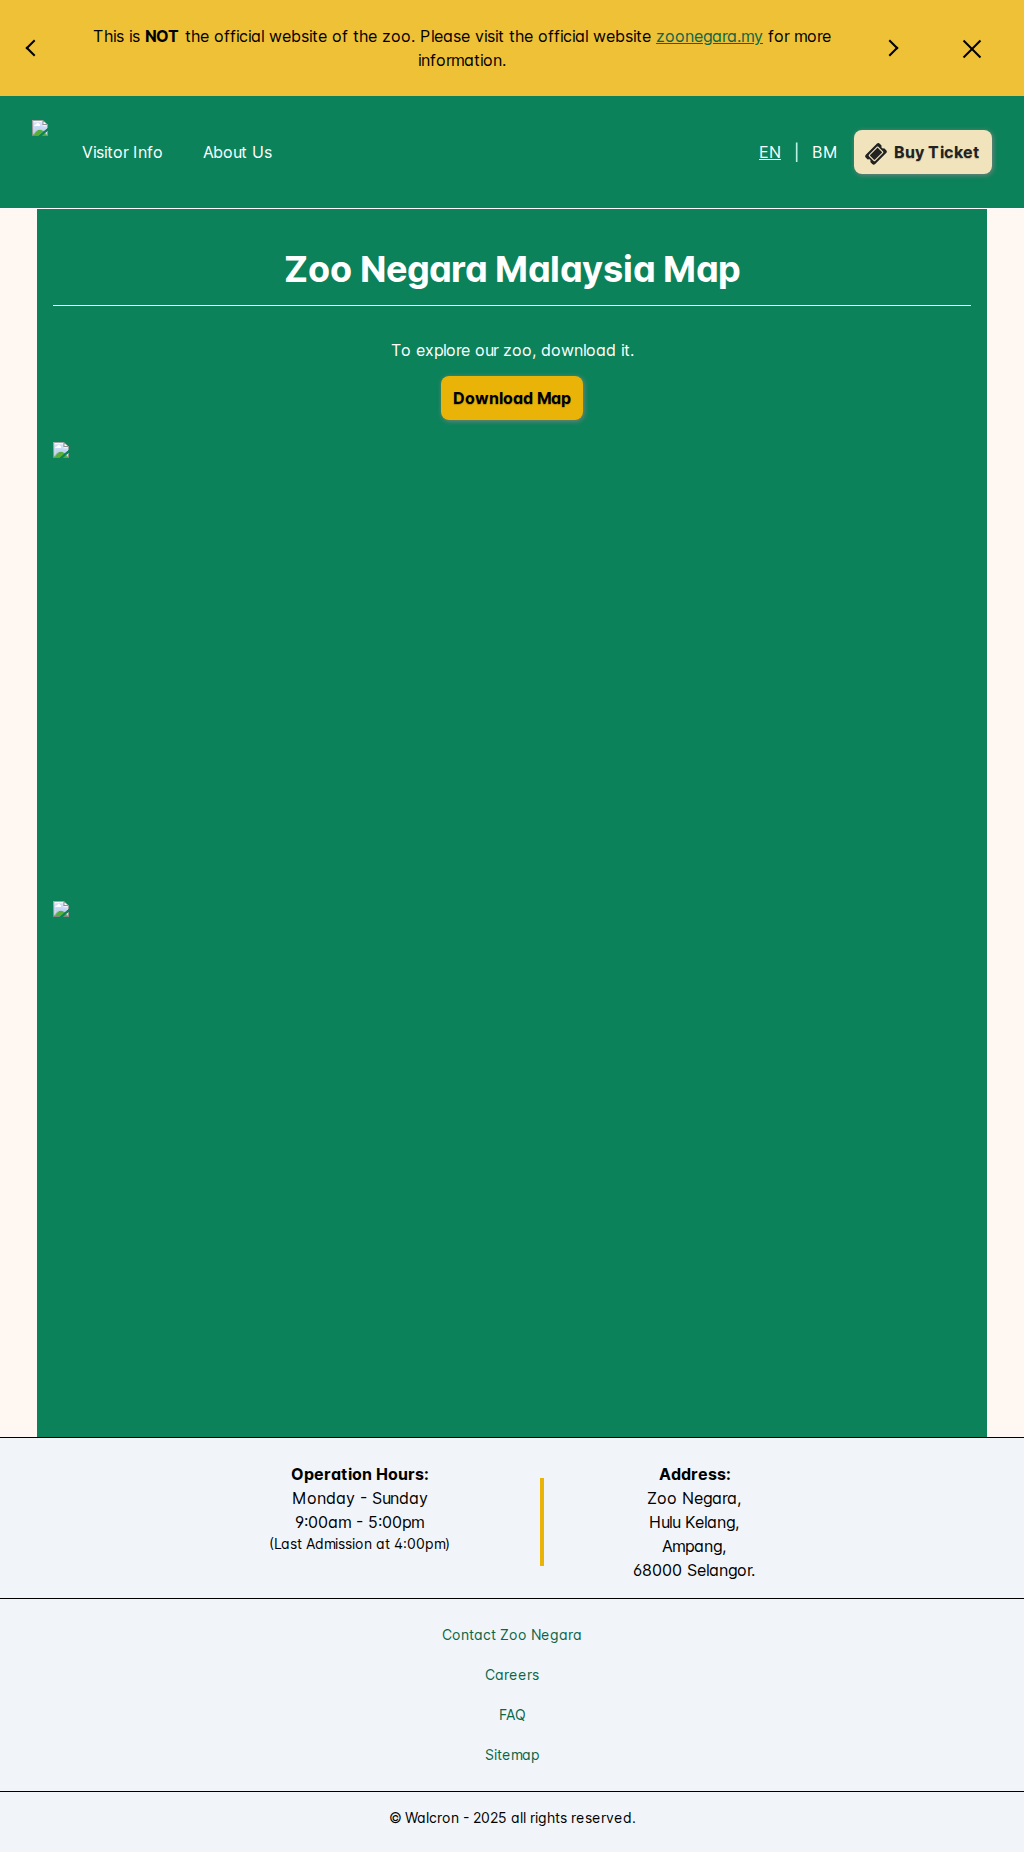 This is NOT the official website of the zoo. Please visit the official website zoonegara.my for more
information.
Visitor Info
About Us
EN | BM
Buy Ticket
Zoo Negara Malaysia Map
To explore our zoo, download it.
Download Map
Operation Hours:
Monday - Sunday
9:00am - 5:00pm
(Last Admission at 4:00pm)
Address:
Zoo Negara,
Hulu Kelang,
Ampang,
68000 Selangor.
Contact Zoo Negara
Careers
FAQ
Sitemap
© Walcron - 2025 all rights reserved.